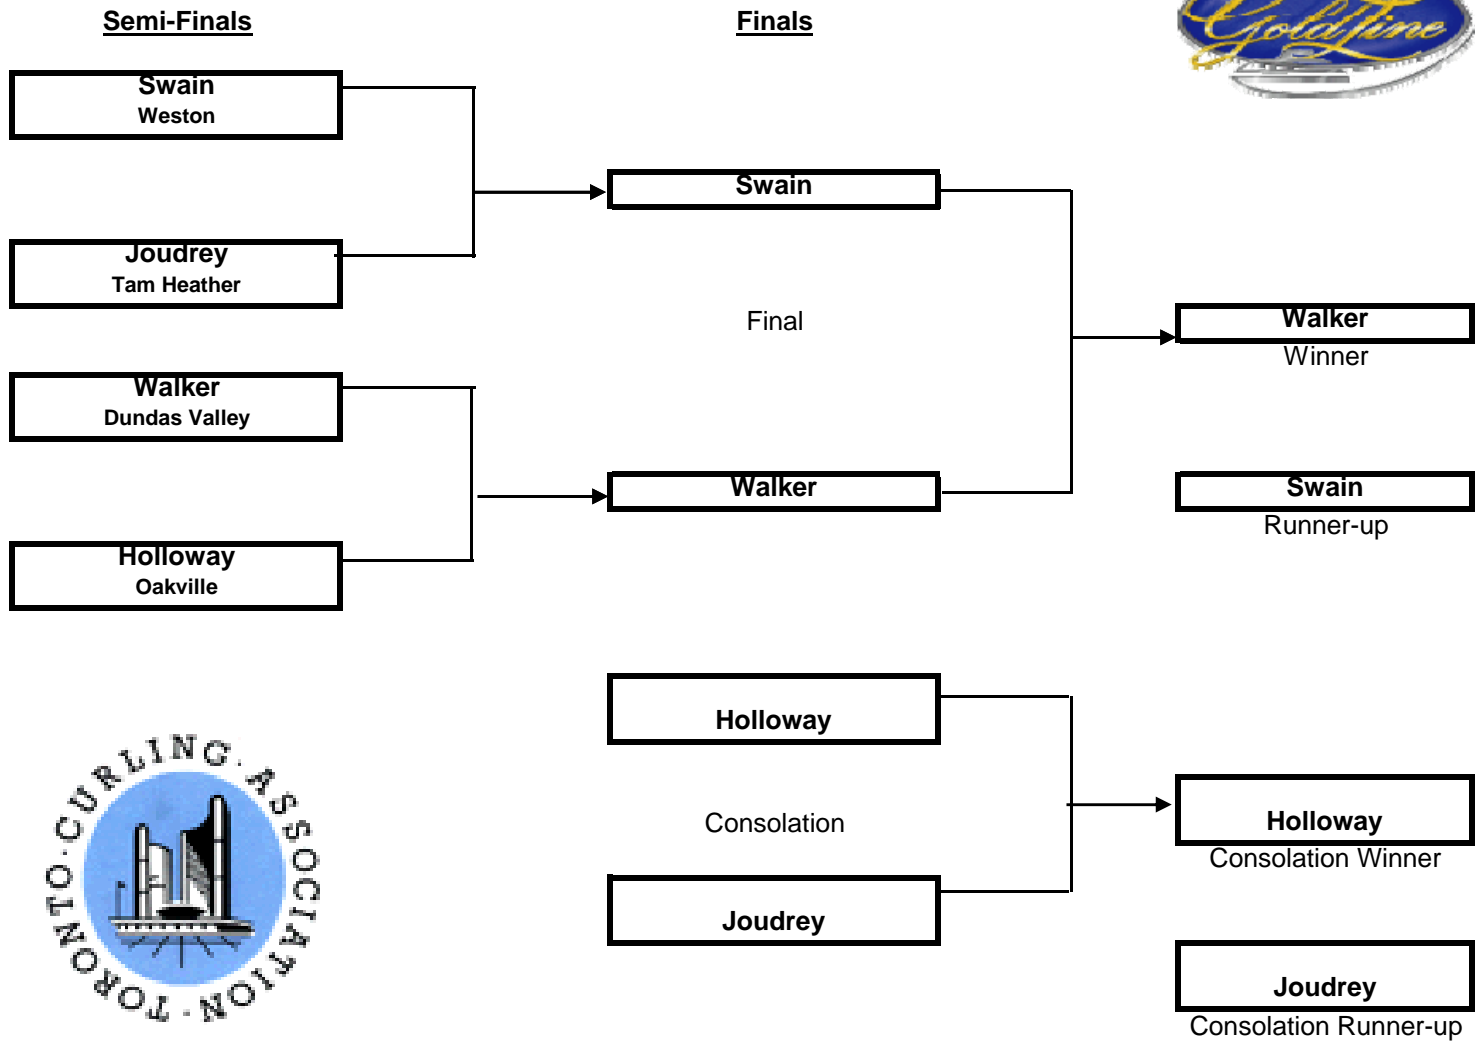 Semi-Finals
Finals
GoldLine
Swain
Weston
Swain
Joudrey
Tam Heather
Final
Walker
Winner
Walker
Dundas Valley
Walker
Swain
Runner-up
Holloway
Oakville
Holloway
Consolation
Holloway
Consolation Winner
Joudrey
Joudrey
Consolation Runner-up
TORONTO·CURLING·ASSOCIATION·